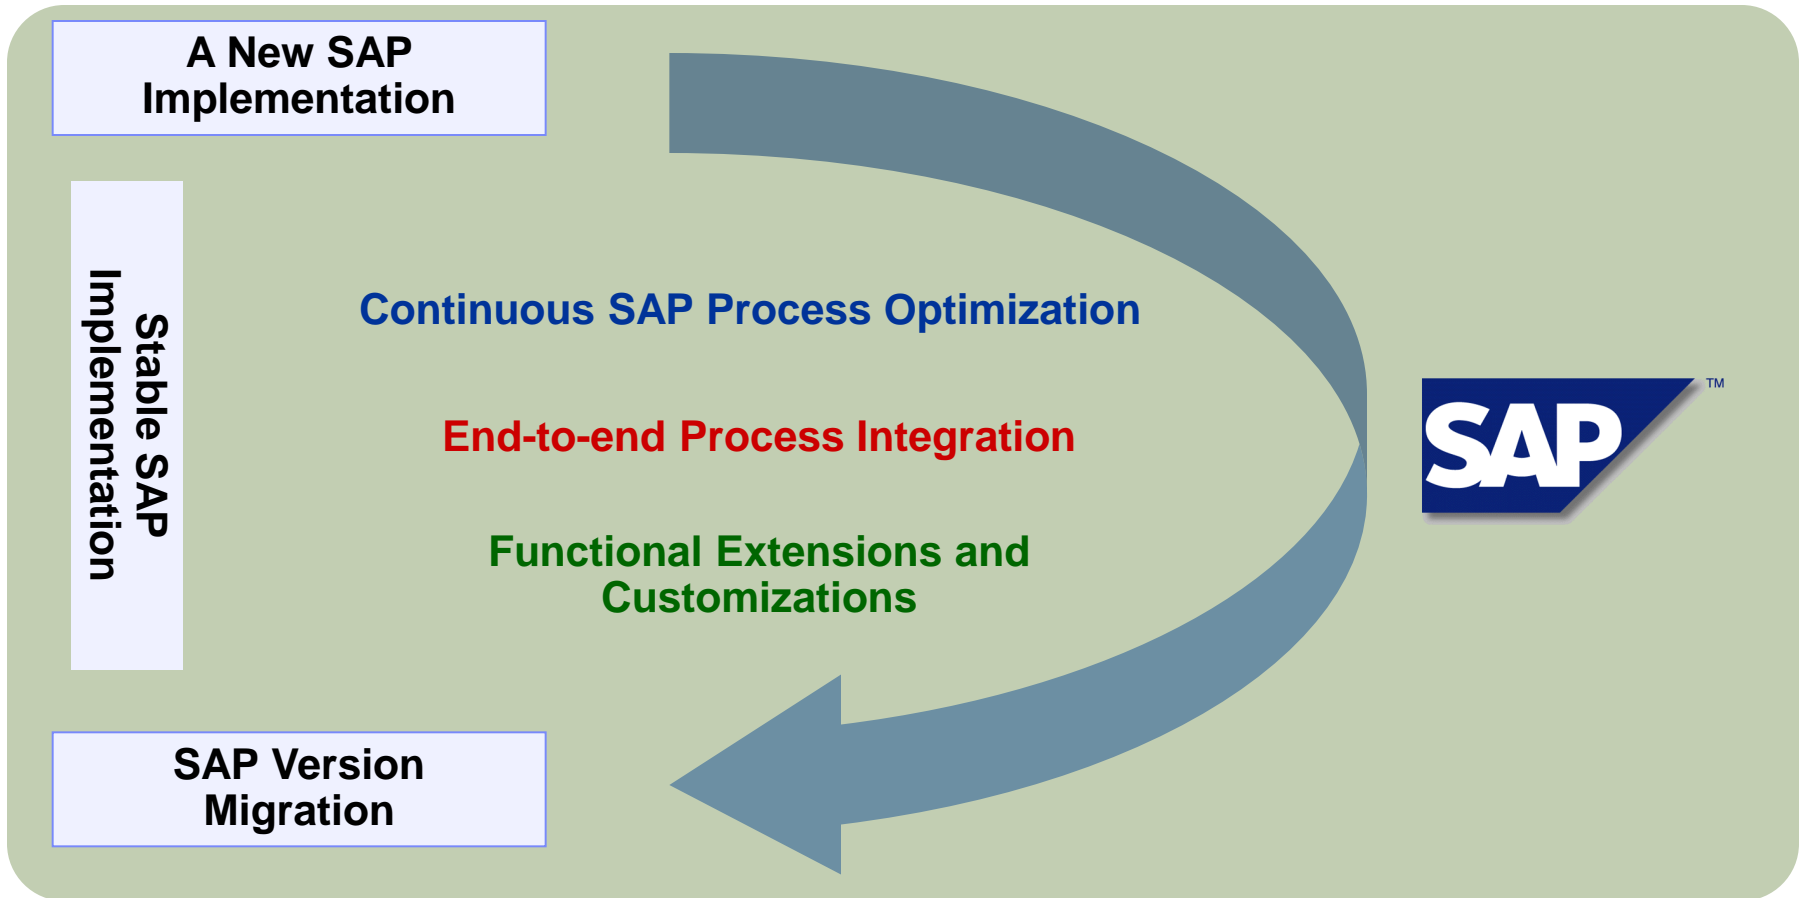 A New SAP
Implementation
Stable SAP
Implementation
Continuous SAP Process Optimization
End-to-end Process Integration
Functional Extensions and
Customizations
SAP
TM
SAP Version
Migration